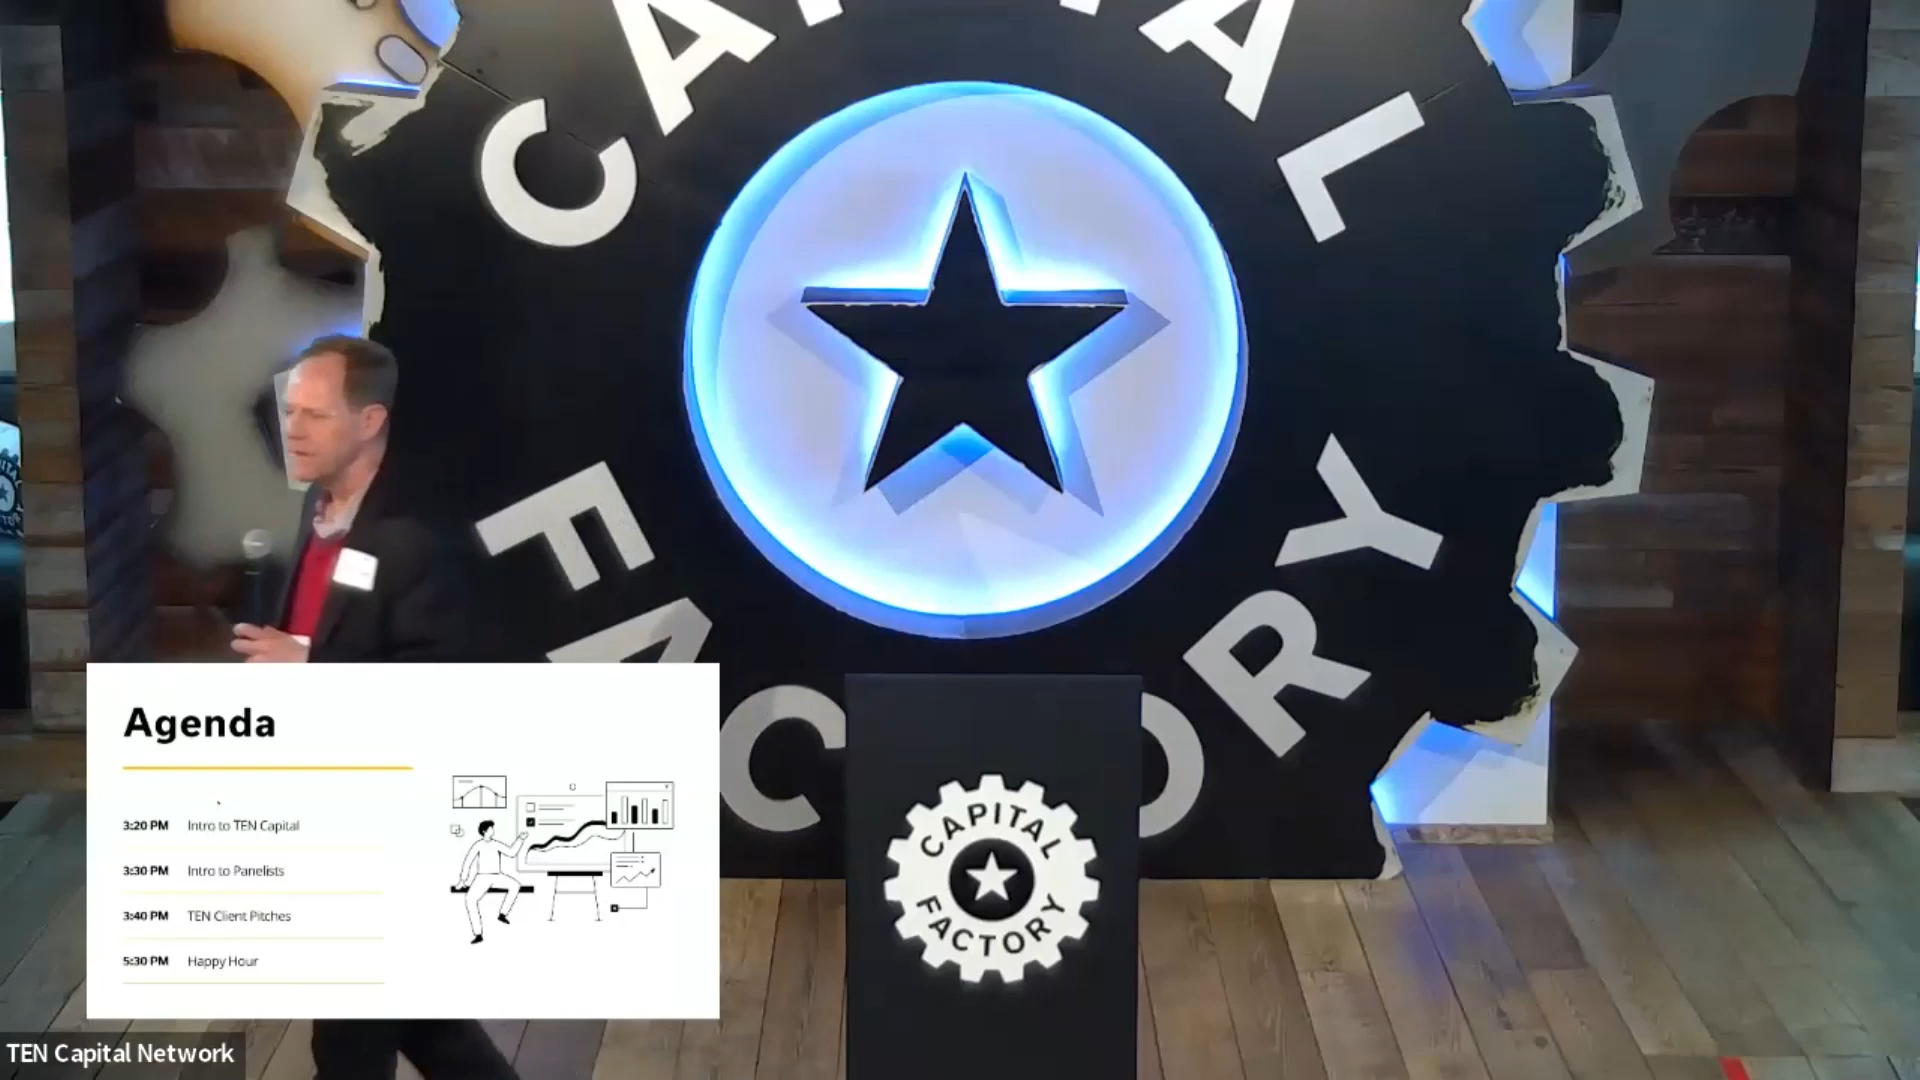 CAPITAL
FACTORY
Agenda
3:20 PM Intro to TEN Capital
3:30 PM Intro to Panelists
3:40 PM TEN Client Pitches
5:30 PM Happy Hour
CAPITAL
FACTORY
TEN Capital Network